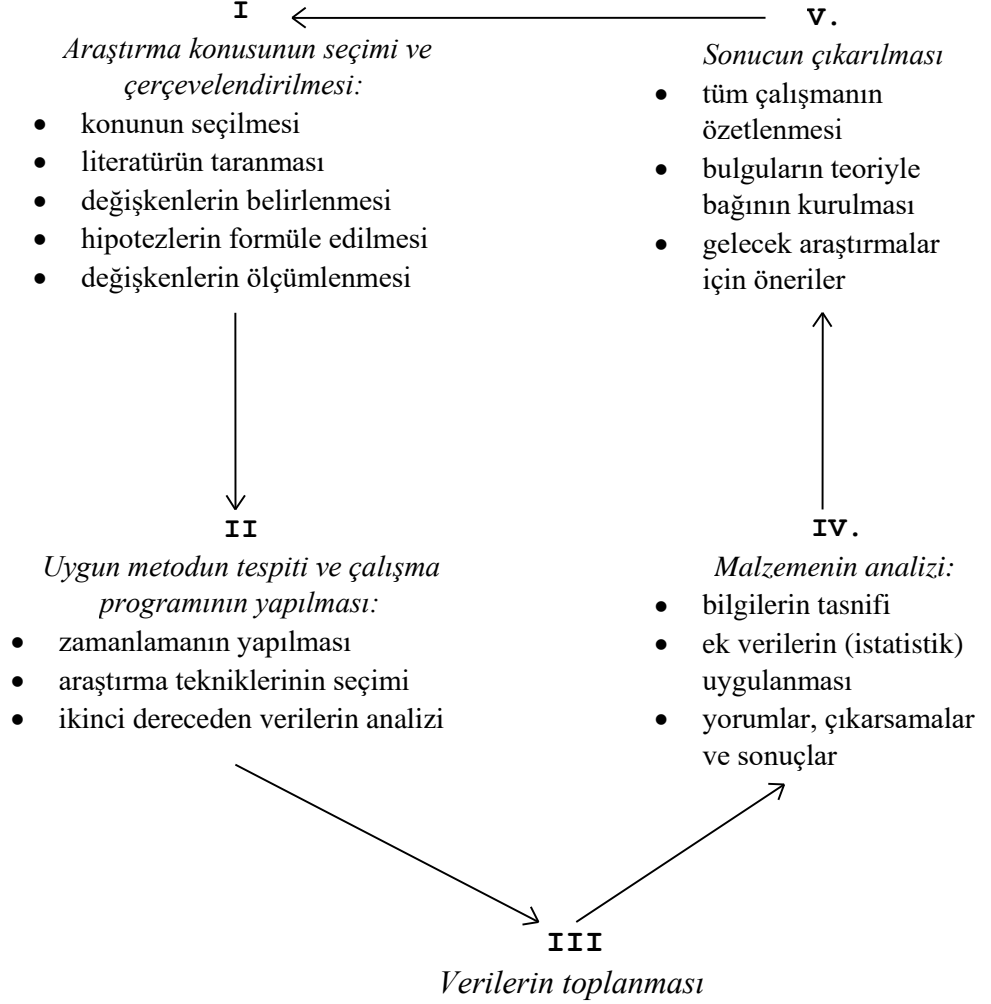 I
Araştırma konusunun seçimi ve
çerçevelendirilmesi:
• konunun seçilmesi
• literatürün taranması
• değişkenlerin belirlenmesi
• hipotezlerin formüle edilmesi
• değişkenlerin ölçümlenmesi
II
Uygun metodun tespiti ve çalışma
programının yapılması:
• zamanlamanın yapılması
• araştırma tekniklerinin seçimi
• ikinci dereceden verilerin analizi
III
Verilerin toplanması
IV.
Malzemenin analizi:
• bilgilerin tasnifi
• ek verilerin (istatistik)
uygulanması
• yorumlar, çıkarsamalar
ve sonuçlar
V.
Sonucun çıkarılması
• tüm çalışmanın
özetlenmesi
• bulguların teoriyle
bağının kurulması
• gelecek araştırmalar
için öneriler